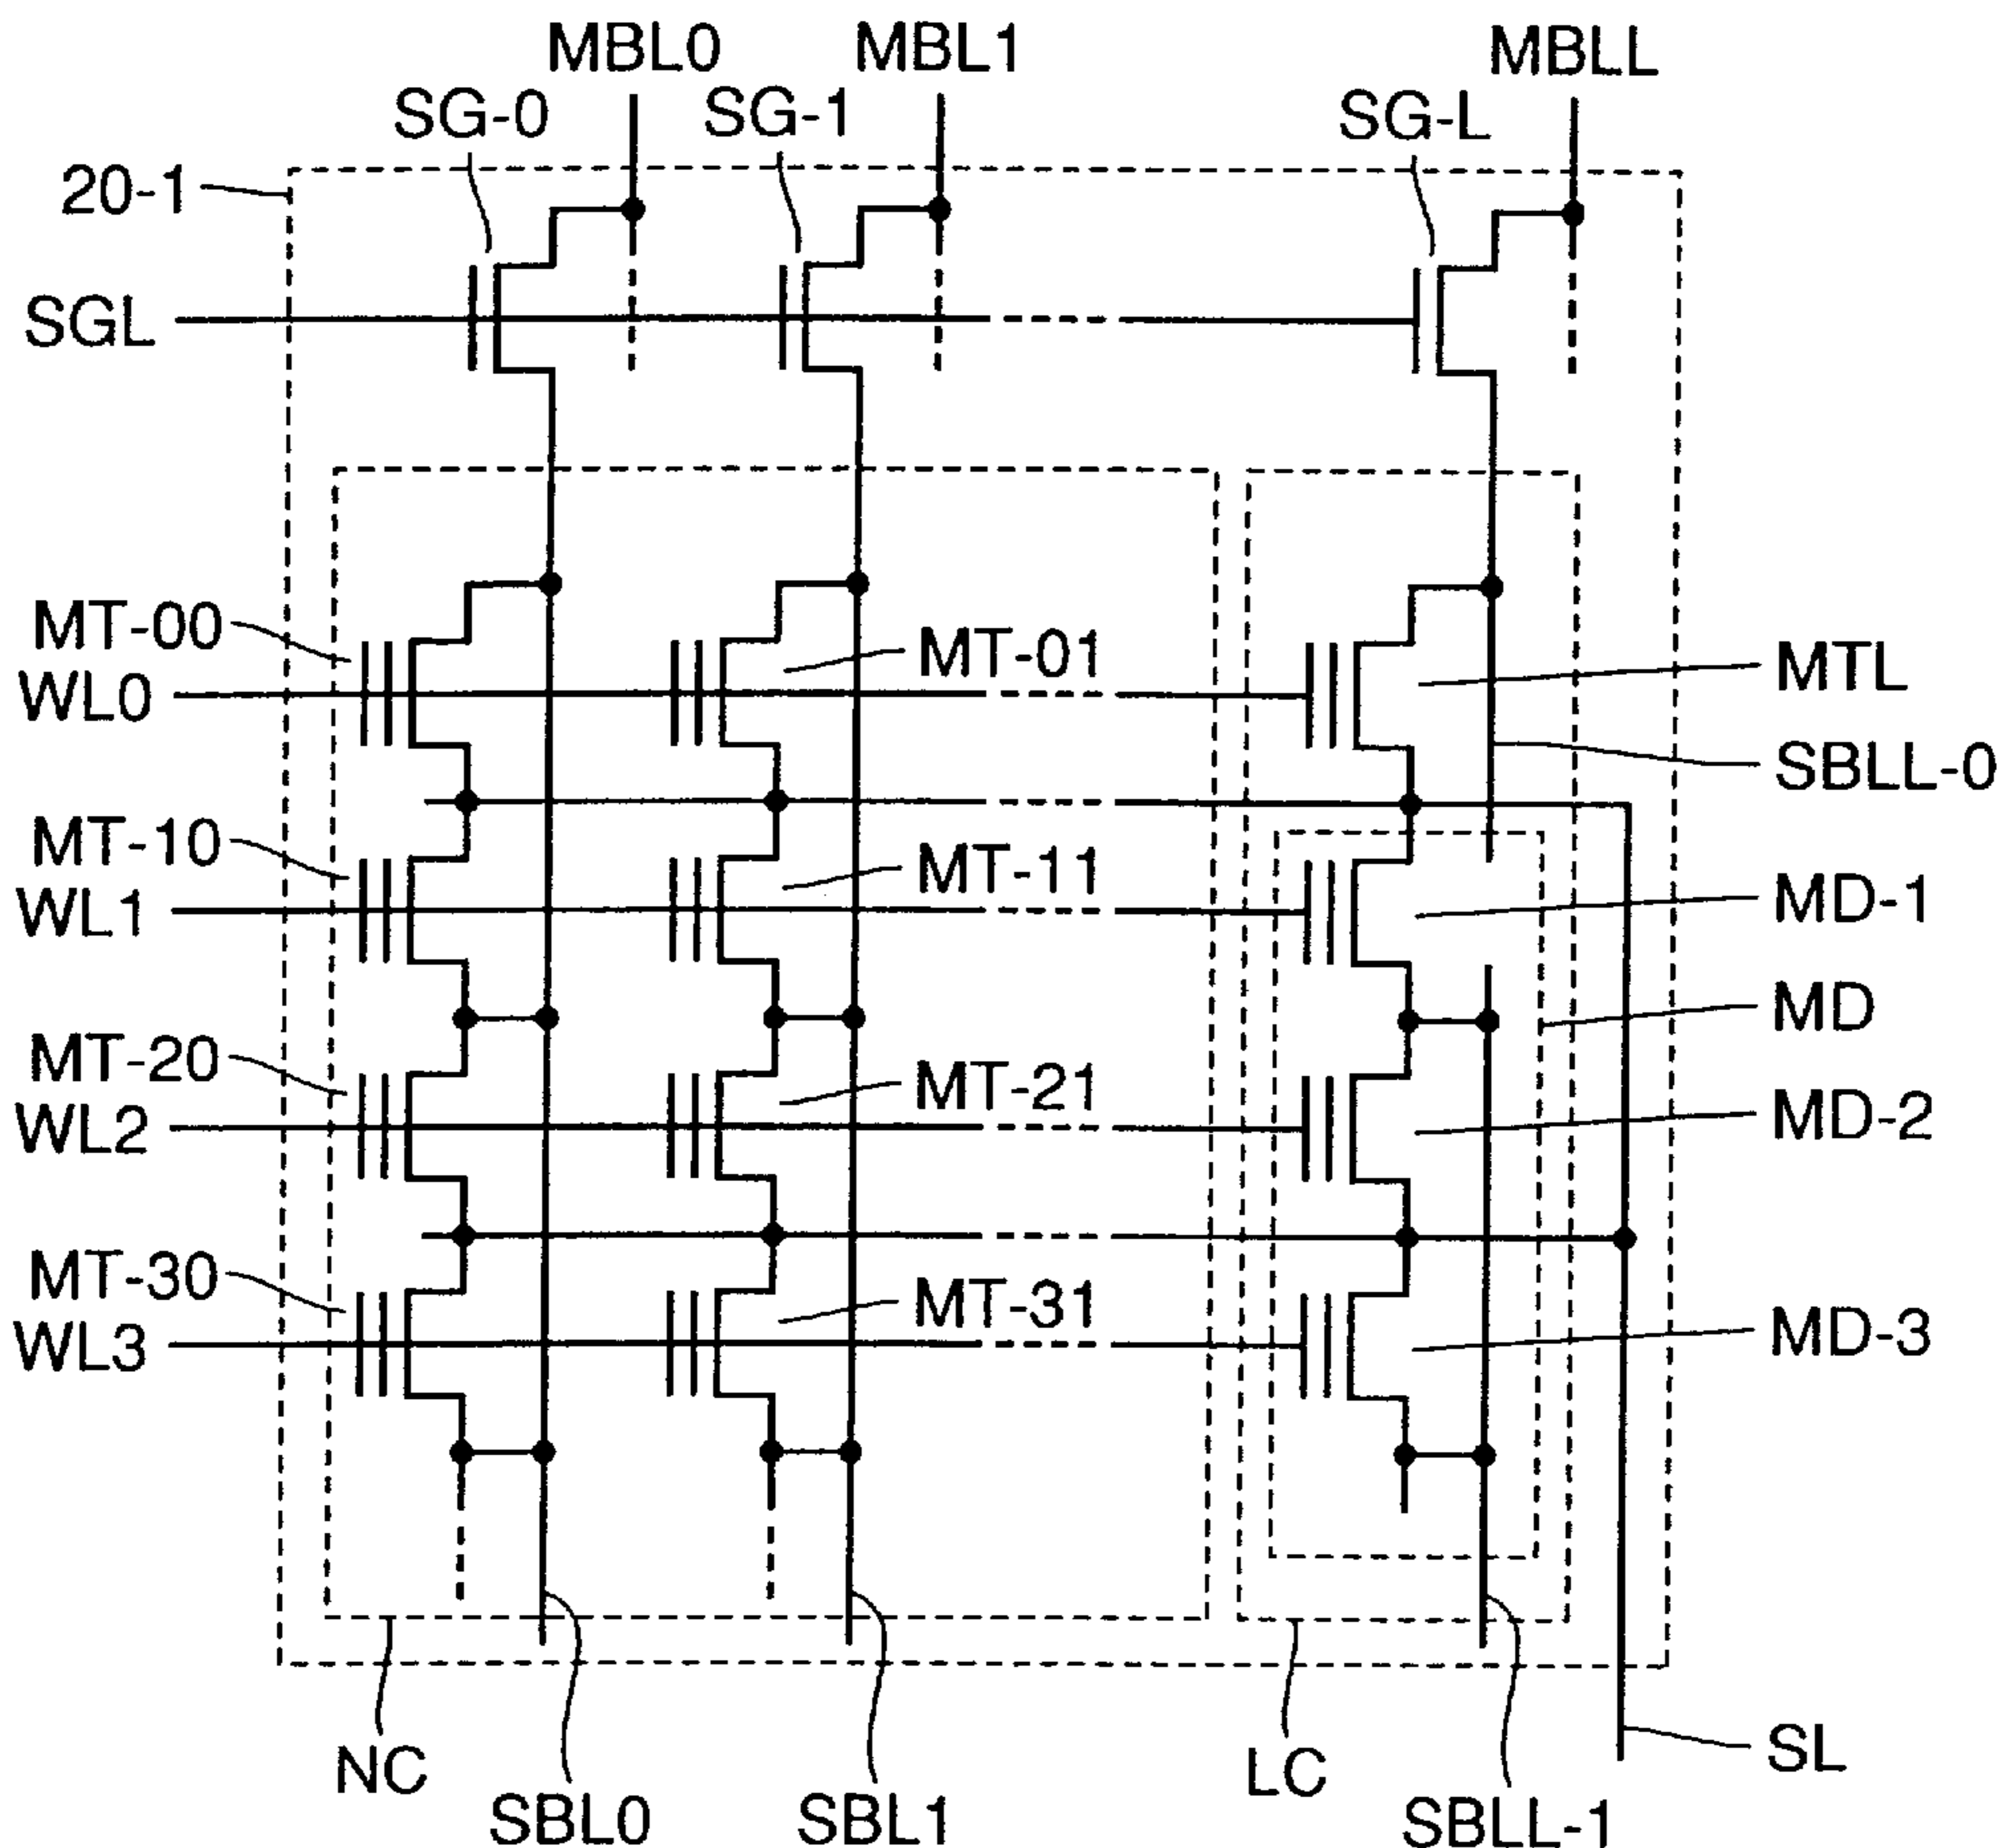 MBL0 MBL1 MBLL
SG-0 SG-1 SG-L
20-1
SGL
MT-00 MT-01 MTL
WL0
SBLL-0
MT-10 MT-11 MD-1
WL1
MD
MT-20 MT-21 MD-2
WL2
MT-30 MT-31 MD-3
WL3
NC LC SL
SBL0 SBL1 SBLL-1